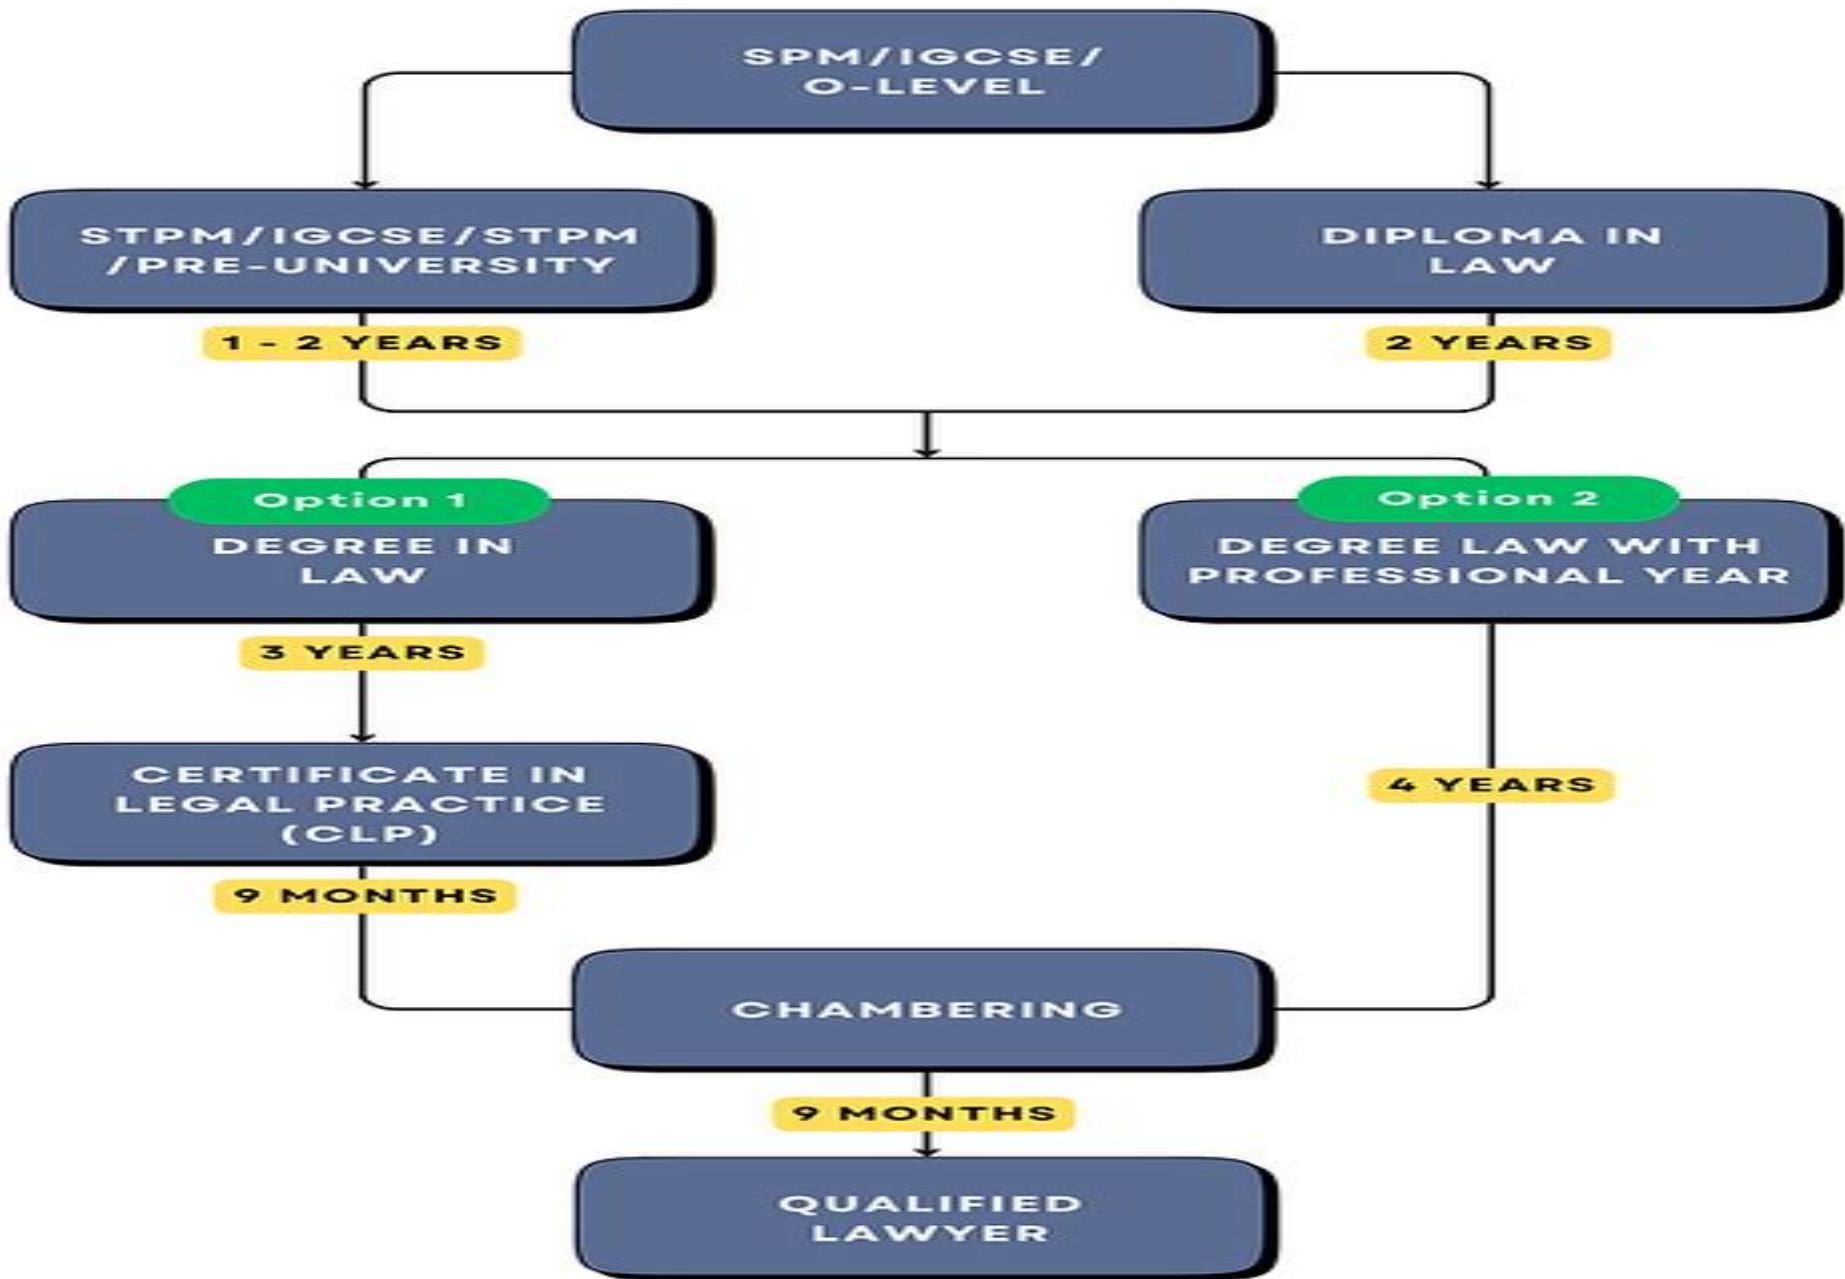 SPM/IGCSE/
O-LEVEL
STPM/IGCSE/STPM
/PRE-UNIVERSITY
DIPLOMA IN
LAW
1 - 2 YEARS
2 YEARS
Option 1
DEGREE IN
LAW
Option 2
DEGREE LAW WITH
PROFESSIONAL YEAR
3 YEARS
CERTIFICATE IN
LEGAL PRACTICE
(CLP)
4 YEARS
9 MONTHS
CHAMBERING
9 MONTHS
QUALIFIED
LAWYER